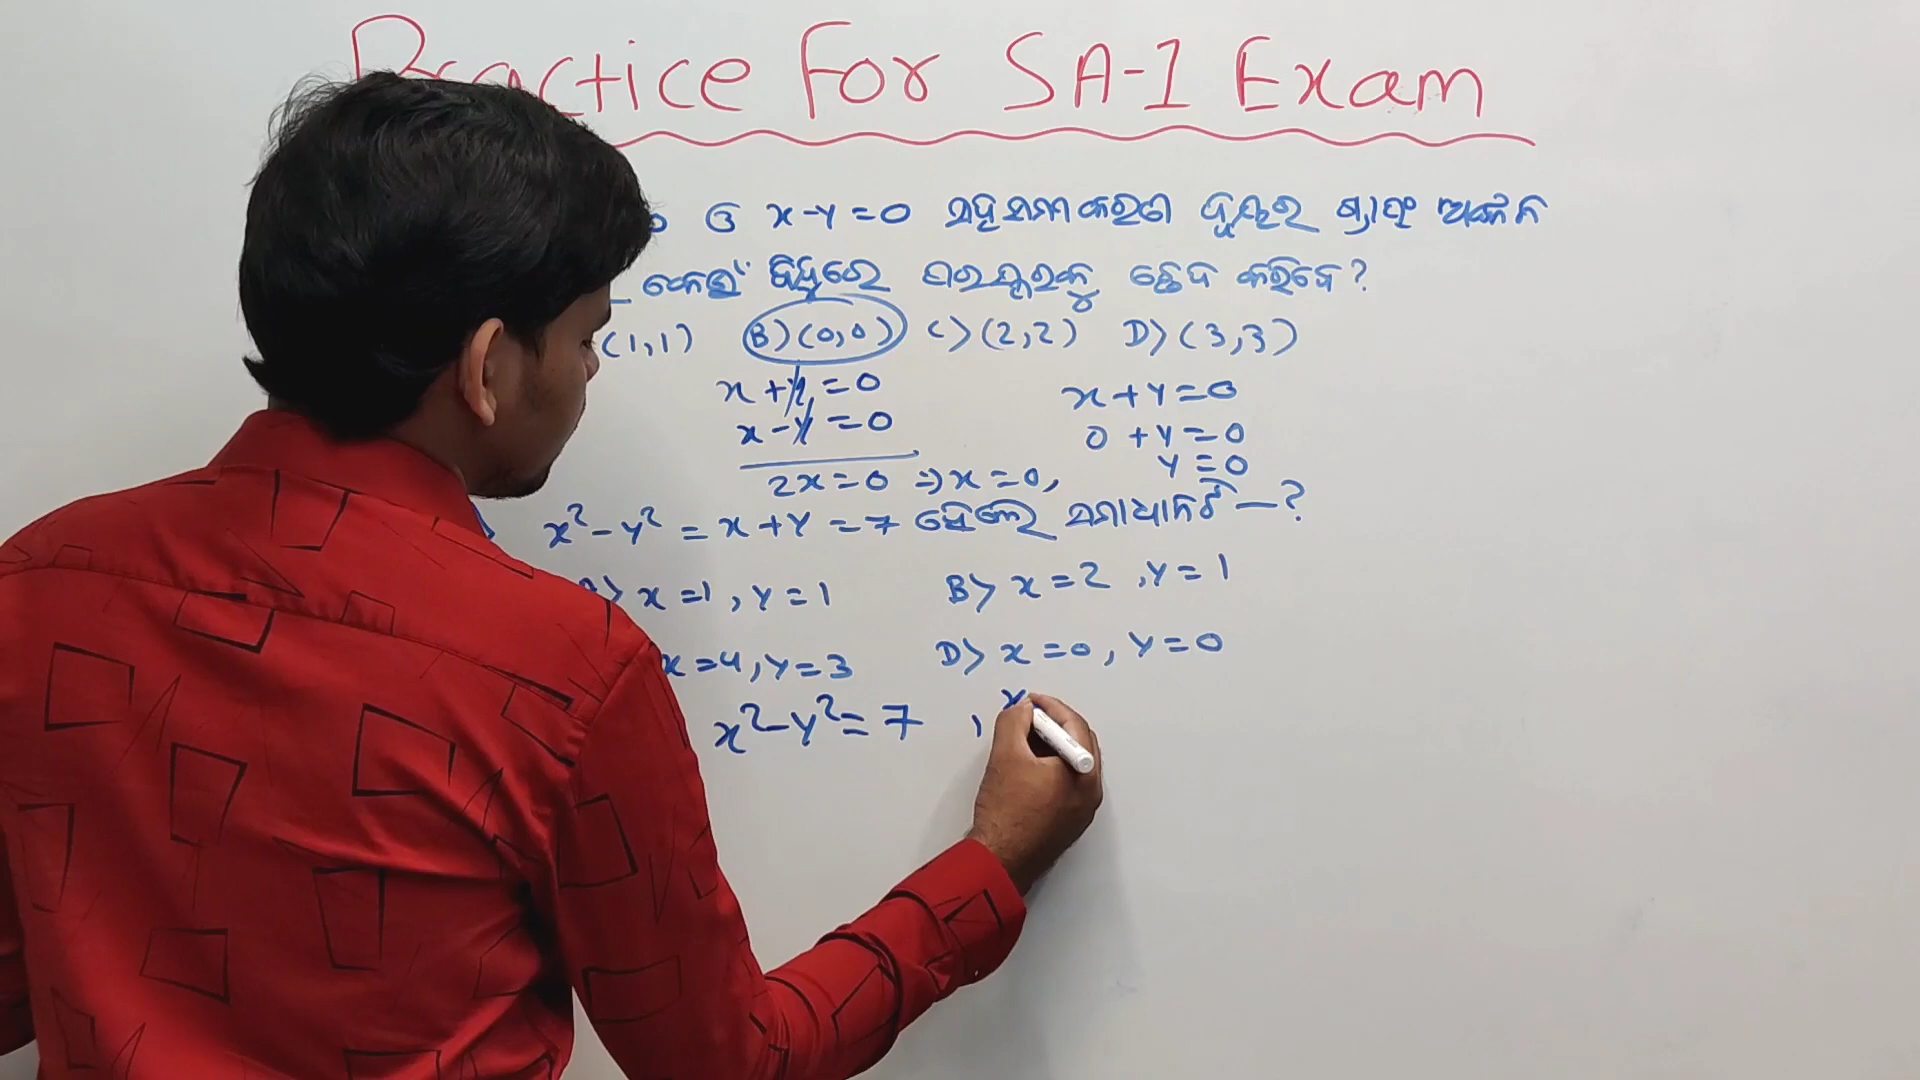 Practice For SA-1 Exam
ଓ x-y=0 ସହସମୀକରଣ ଦ୍ୱୟର ଗ୍ରାଫ୍ ଅଙ୍କନ
କେଉଁ ବିନ୍ଦୁରେ ପରସ୍ପରକୁ ଛେଦ କରିବେ?
(1,1) B) (0,0) C) (2,2) D) (3,3)
x+y=0 x+y=0
x-y=0 0+y=0
2x=0 ⇒ x=0, y=0
x²-y² = x+y = 7 ହେଲେ ସମାଧାନଟି —?
x=1, y=1 B) x=2, y=1
x=4, y=3 D) x=0, y=0
x²-y²=7 , x